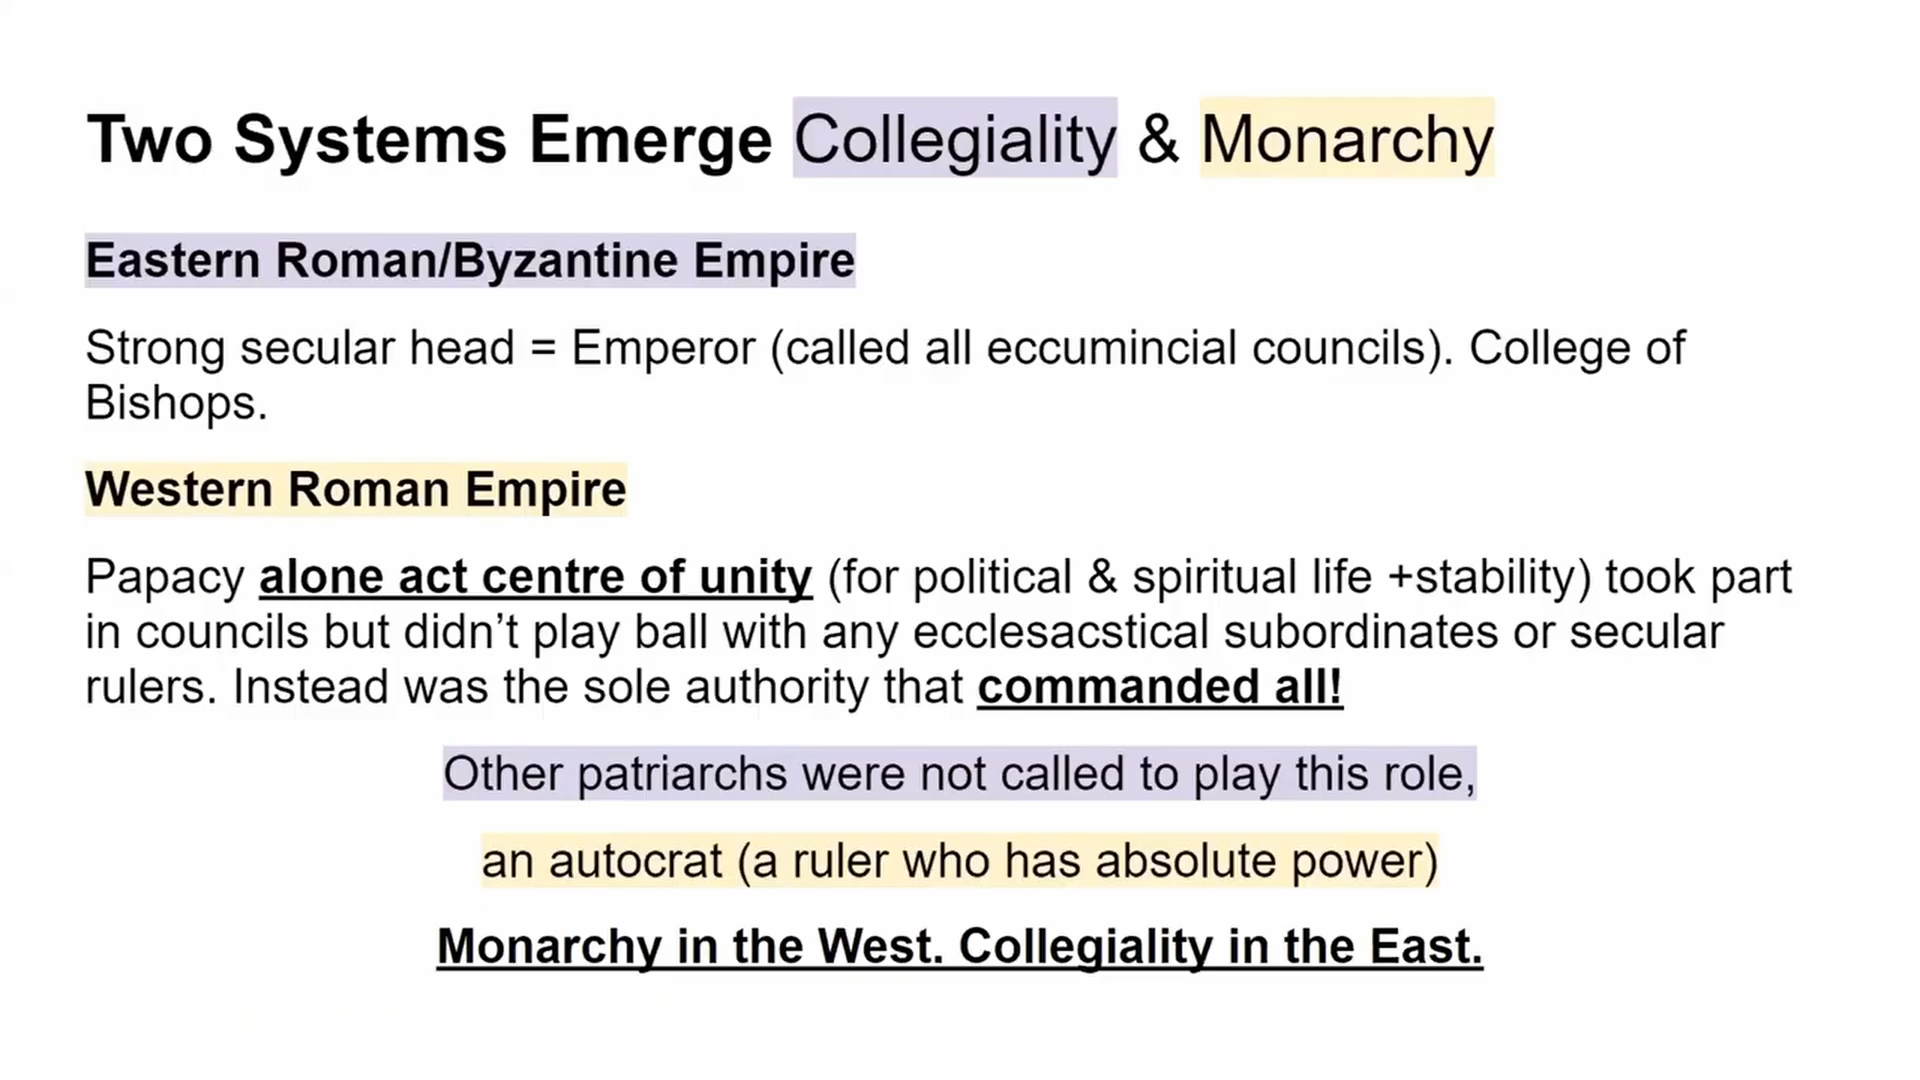 Two Systems Emerge Collegiality & Monarchy
Eastern Roman/Byzantine Empire
Strong secular head = Emperor (called all eccumincial councils). College of
Bishops.
Western Roman Empire
Papacy alone act centre of unity (for political & spiritual life +stability) took part
in councils but didn’t play ball with any ecclesacstical subordinates or secular
rulers. Instead was the sole authority that commanded all!
Other patriarchs were not called to play this role,
an autocrat (a ruler who has absolute power)
Monarchy in the West. Collegiality in the East.